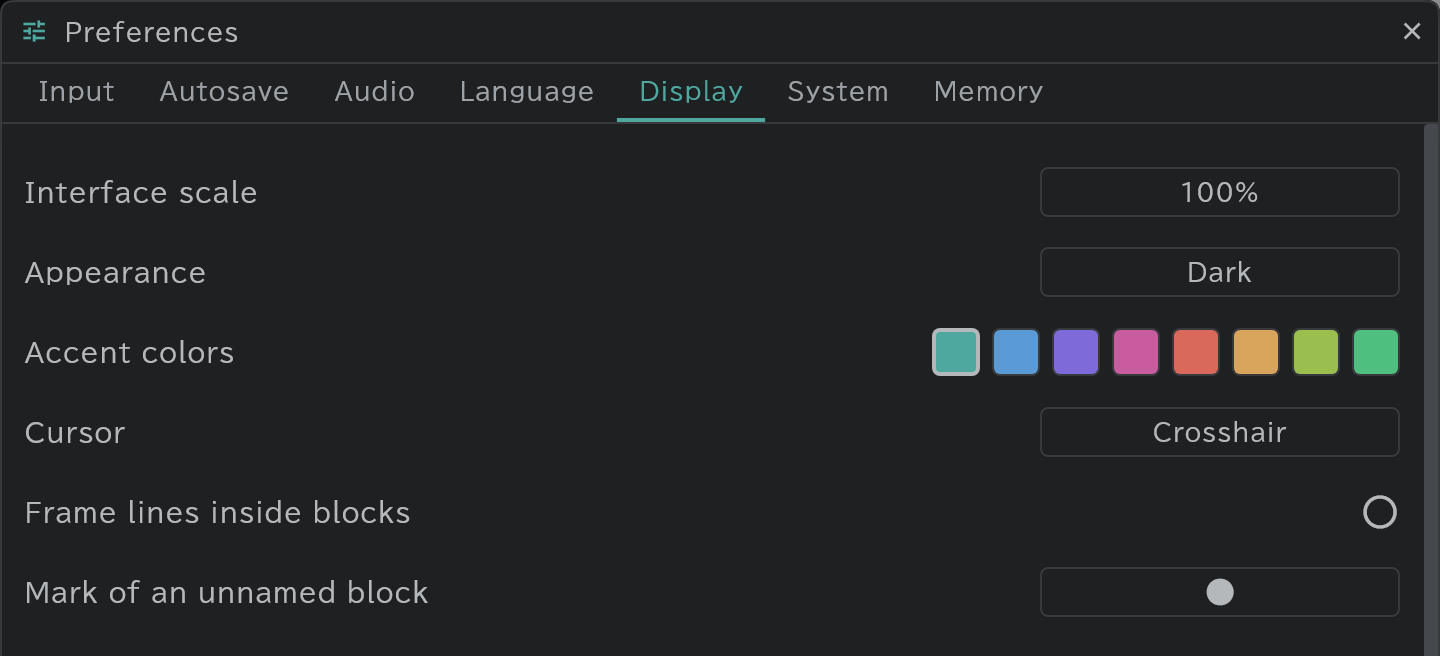 Preferences
Input Autosave Audio Language Display System Memory
Interface scale 100%
Appearance Dark
Accent colors
Cursor Crosshair
Frame lines inside blocks
Mark of an unnamed block